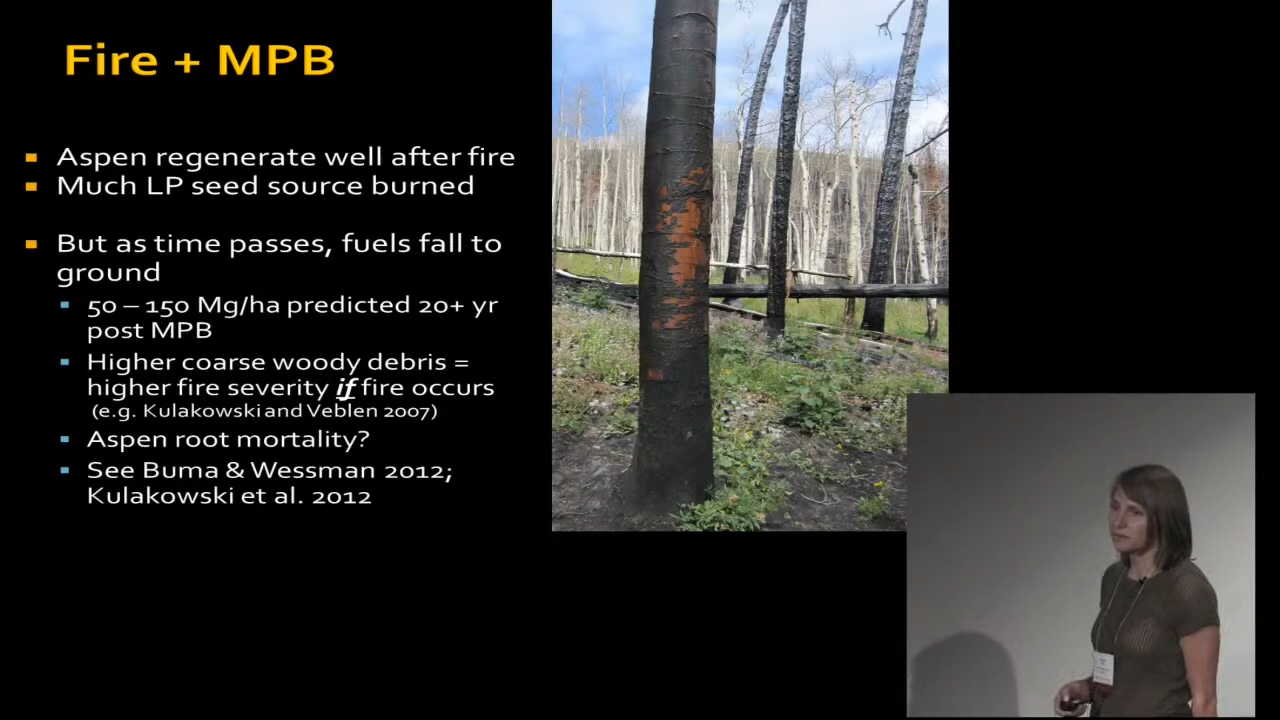 Fire + MPB
Aspen regenerate well after fire
Much LP seed source burned
But as time passes, fuels fall to
ground
50 – 150 Mg/ha predicted 20+ yr
post MPB
Higher coarse woody debris =
higher fire severity if fire occurs
(e.g. Kulakowski and Veblen 2007)
Aspen root mortality?
See Buma & Wessman 2012;
Kulakowski et al. 2012